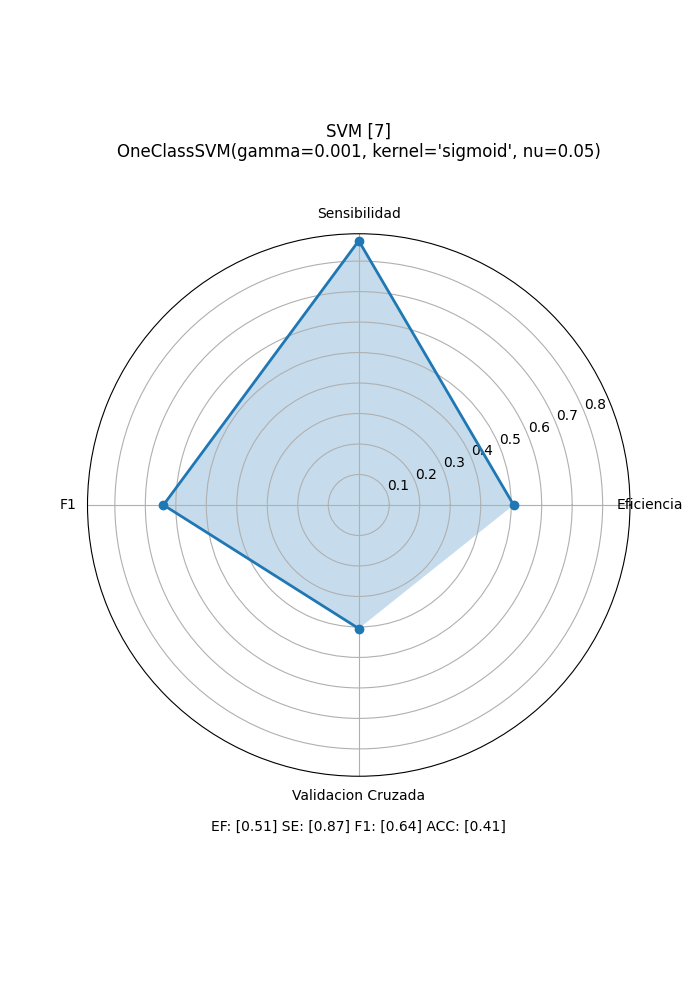 SVM [7]
OneClassSVM(gamma=0.001, kernel='sigmoid', nu=0.05)
Sensibilidad
0.8
0.7
0.6
0.5
0.4
0.3
0.2
0.1
F1
Eficiencia
Validacion Cruzada
EF: [0.51] SE: [0.87] F1: [0.64] ACC: [0.41]